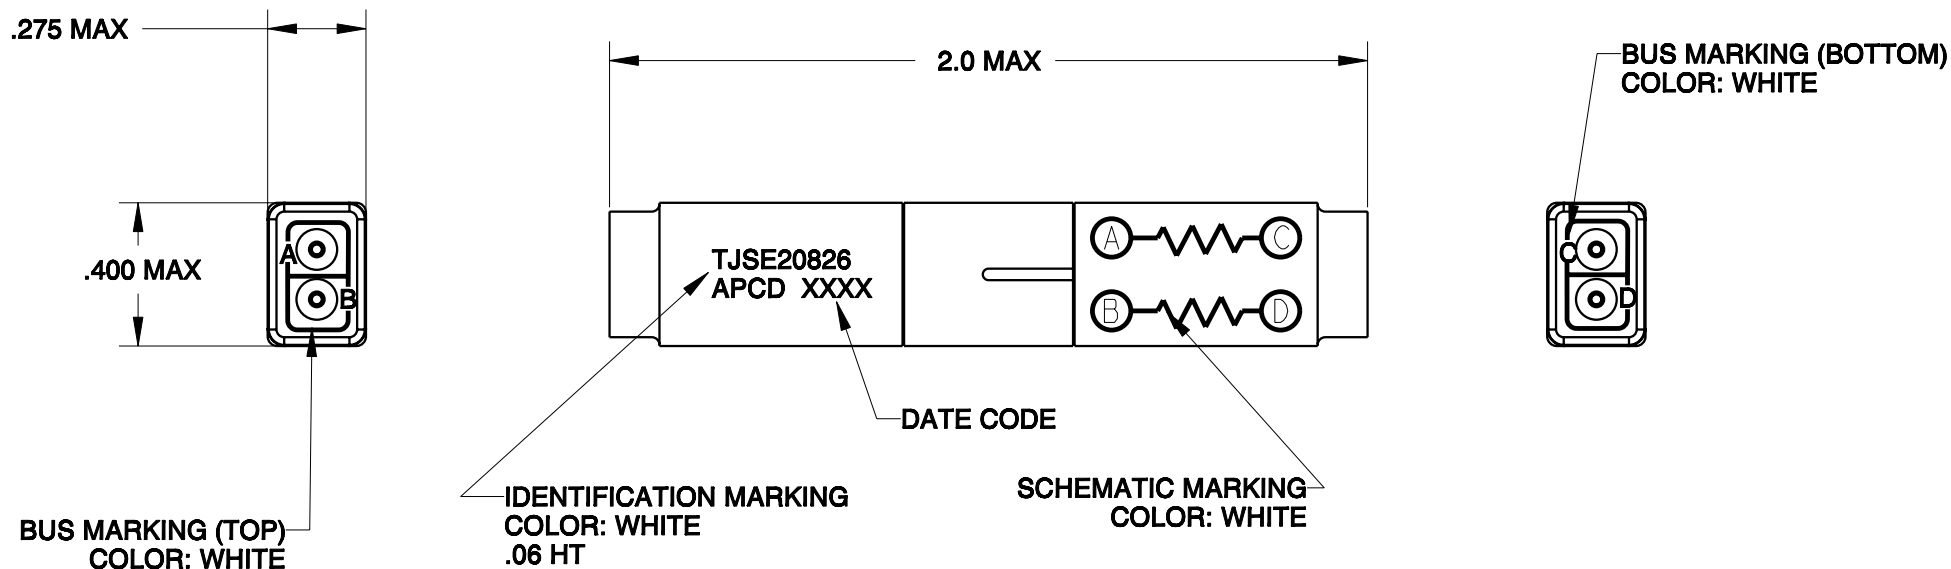 .275 MAX
2.0 MAX
BUS MARKING (BOTTOM)
COLOR: WHITE
.400 MAX
A
B
TJSE20826
APCD XXXX
A
C
B
D
C
D
DATE CODE
IDENTIFICATION MARKING
COLOR: WHITE
.06 HT
SCHEMATIC MARKING
COLOR: WHITE
BUS MARKING (TOP)
COLOR: WHITE